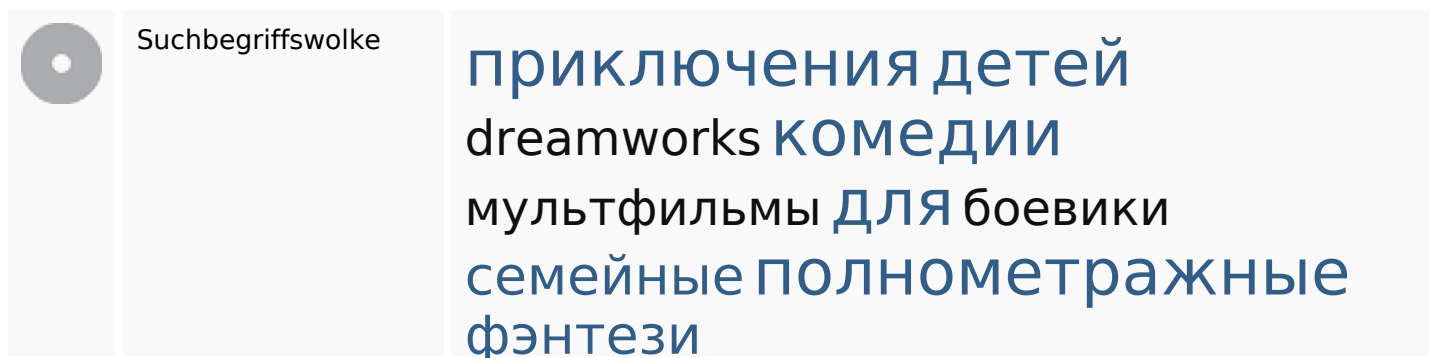 Suchbegriffswolke
приключения детей
dreamworks комедии
мультфильмы для боевики
семейные полнометражные
фэнтези